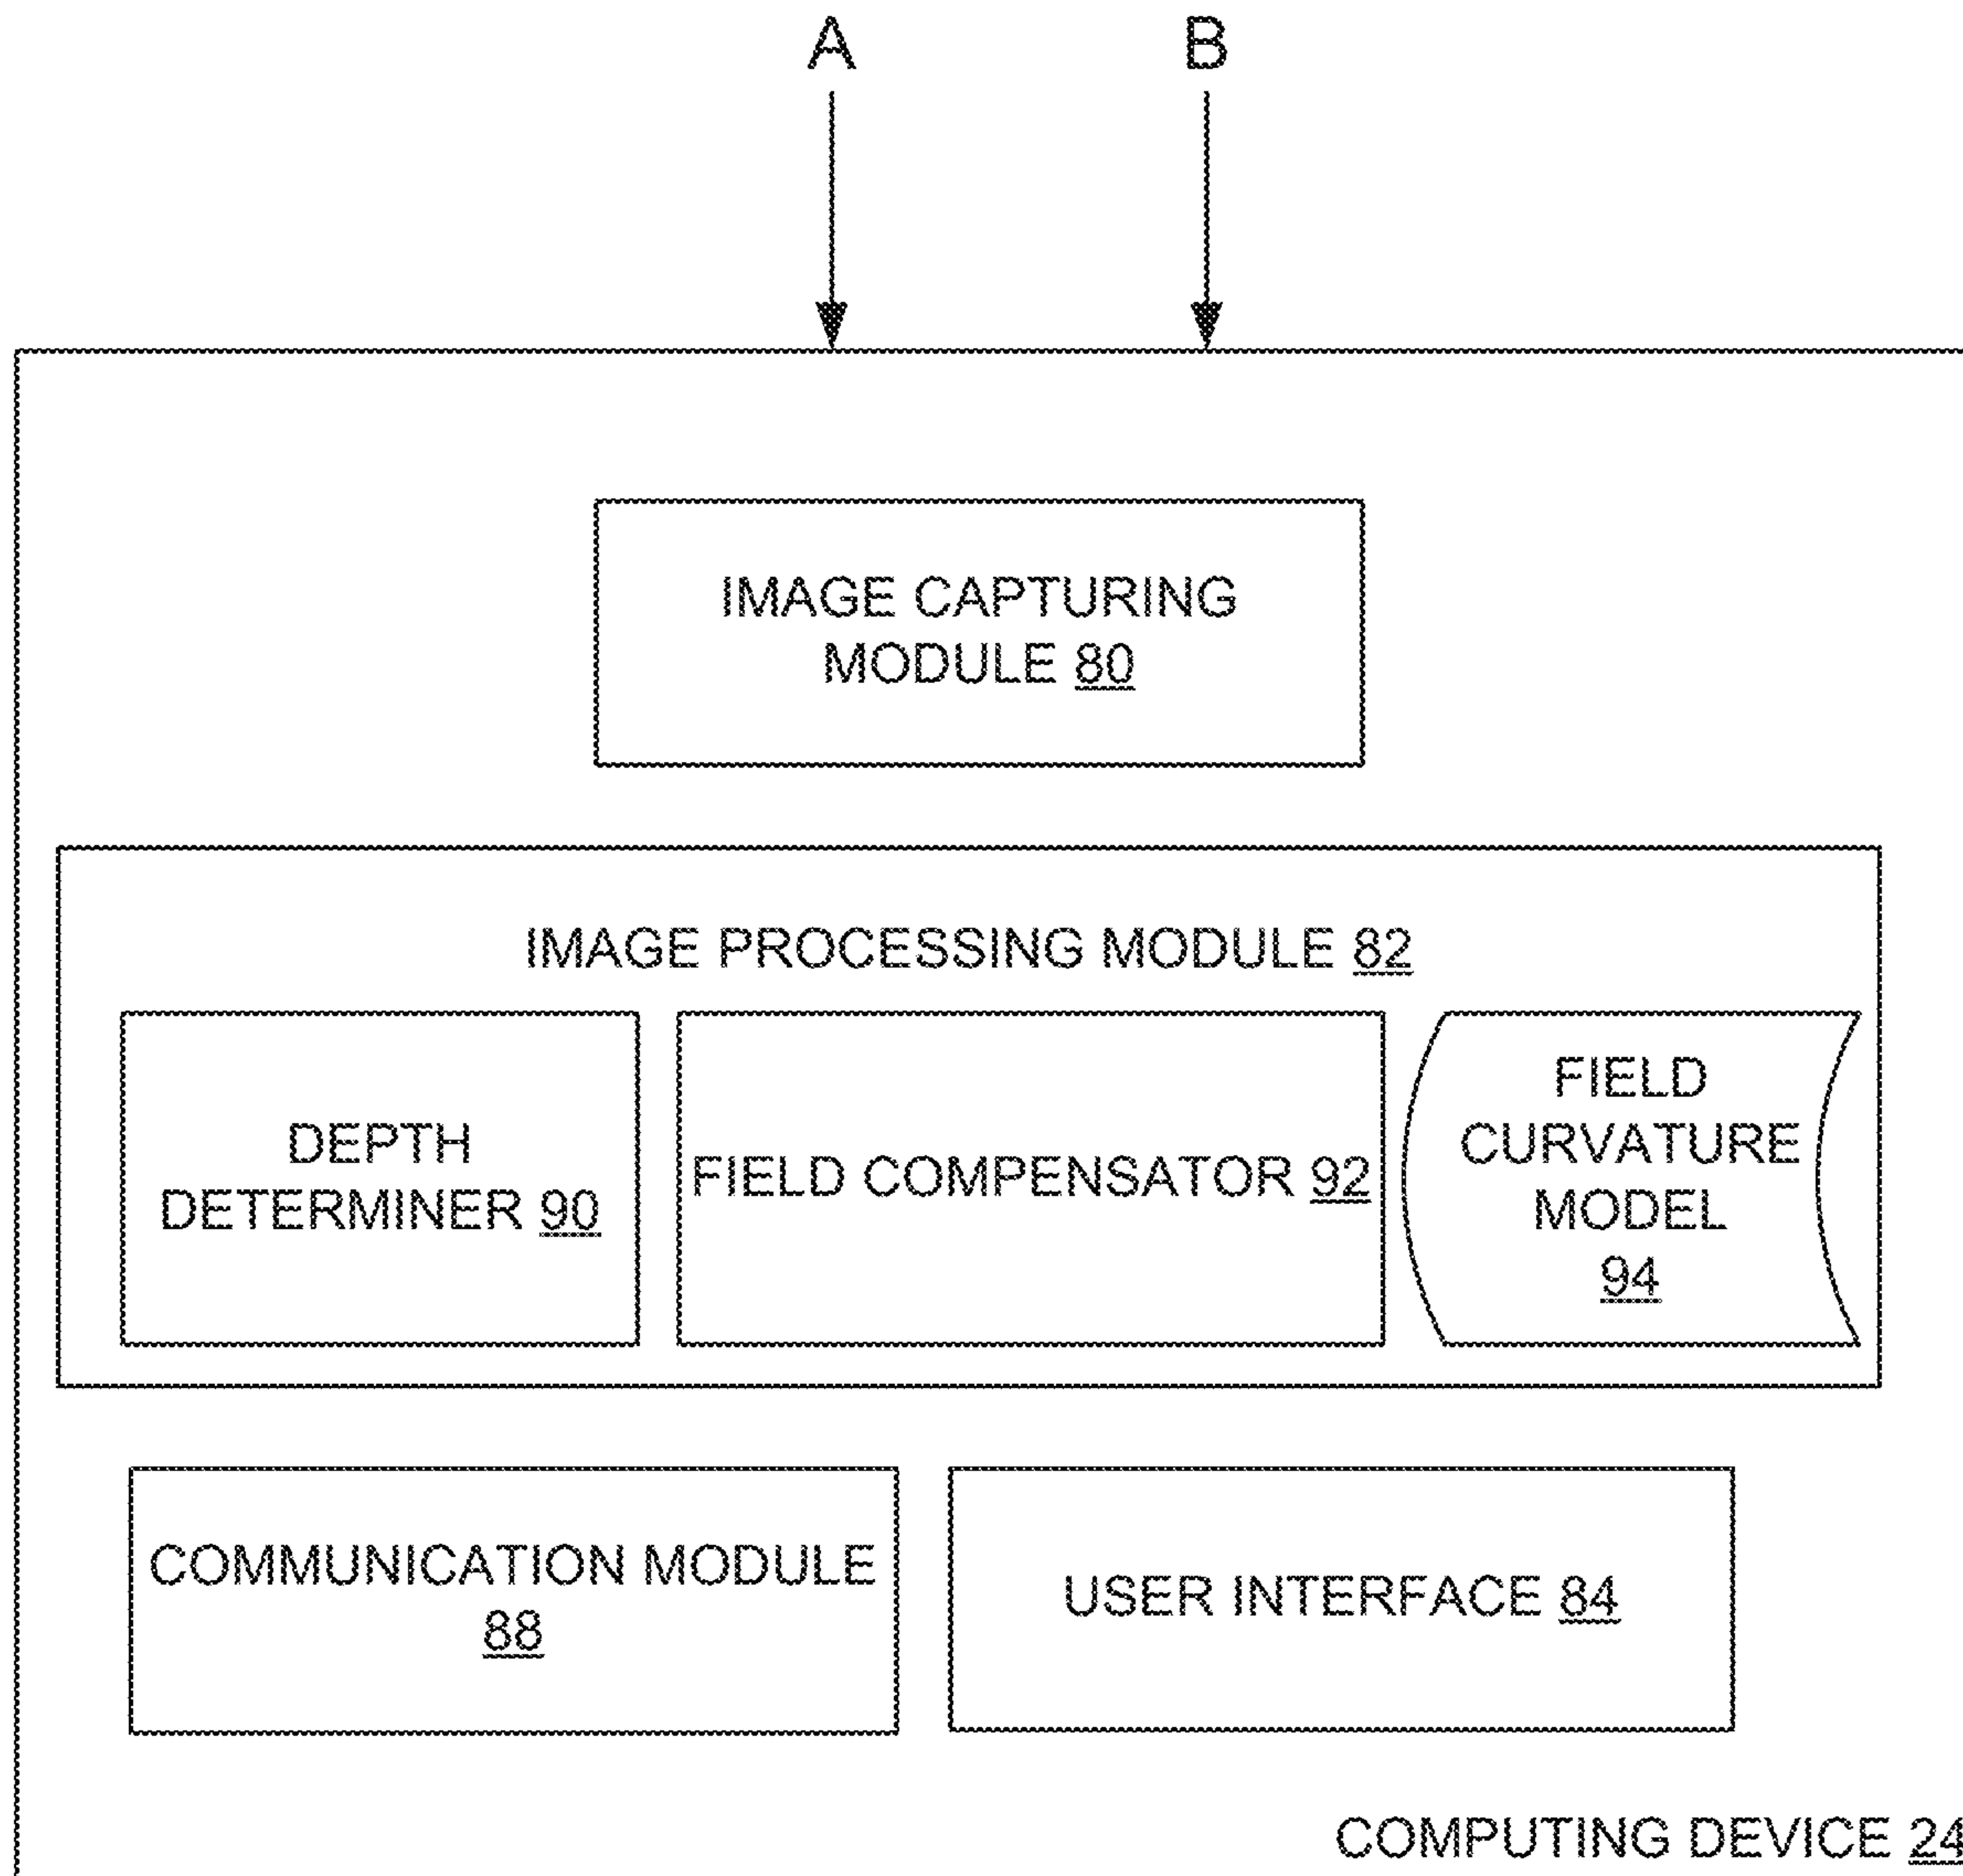 A B
IMAGE CAPTURING
MODULE 80
IMAGE PROCESSING MODULE 82
DEPTH
DETERMINER 90
FIELD COMPENSATOR 92
FIELD
CURVATURE
MODEL
94
COMMUNICATION MODULE
88
USER INTERFACE 84
COMPUTING DEVICE 24